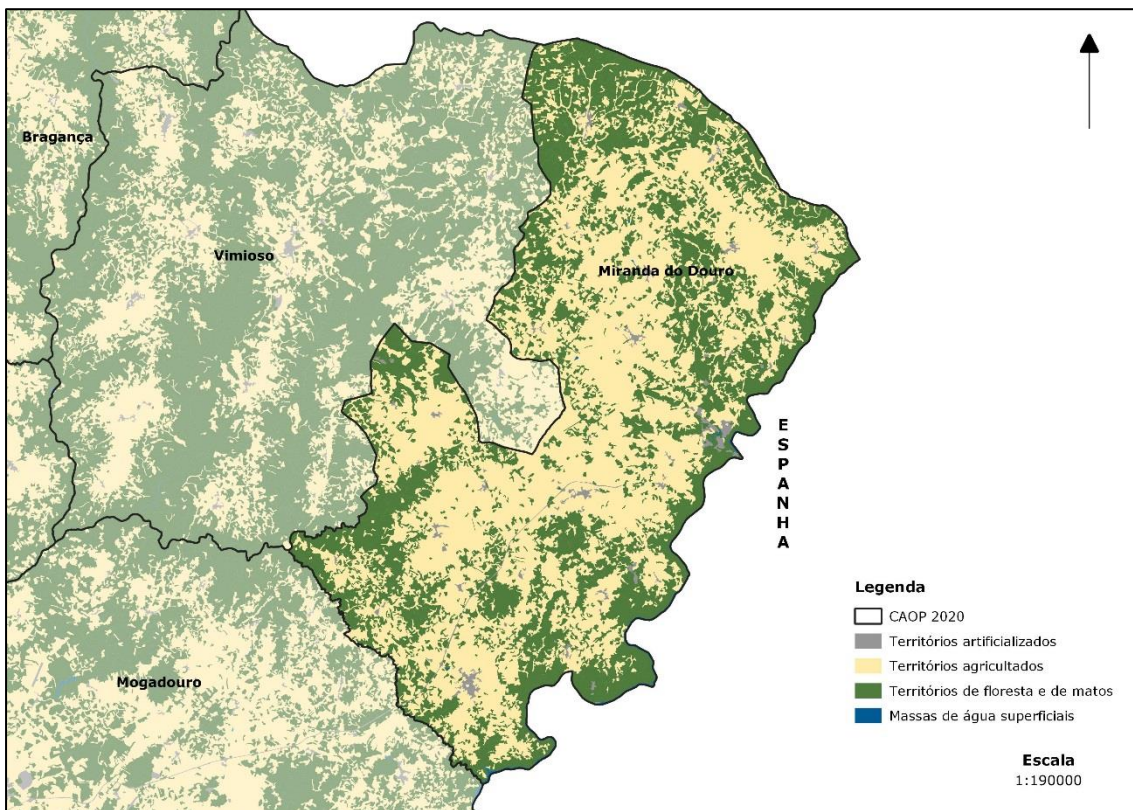 Bragança
Vimioso
Miranda do Douro
E
S
P
A
N
H
A
Mogadouro
Legenda
CAOP 2020
Territórios artificializados
Territórios agricultados
Territórios de floresta e de matos
Massas de água superficiais
Escala
1:190000